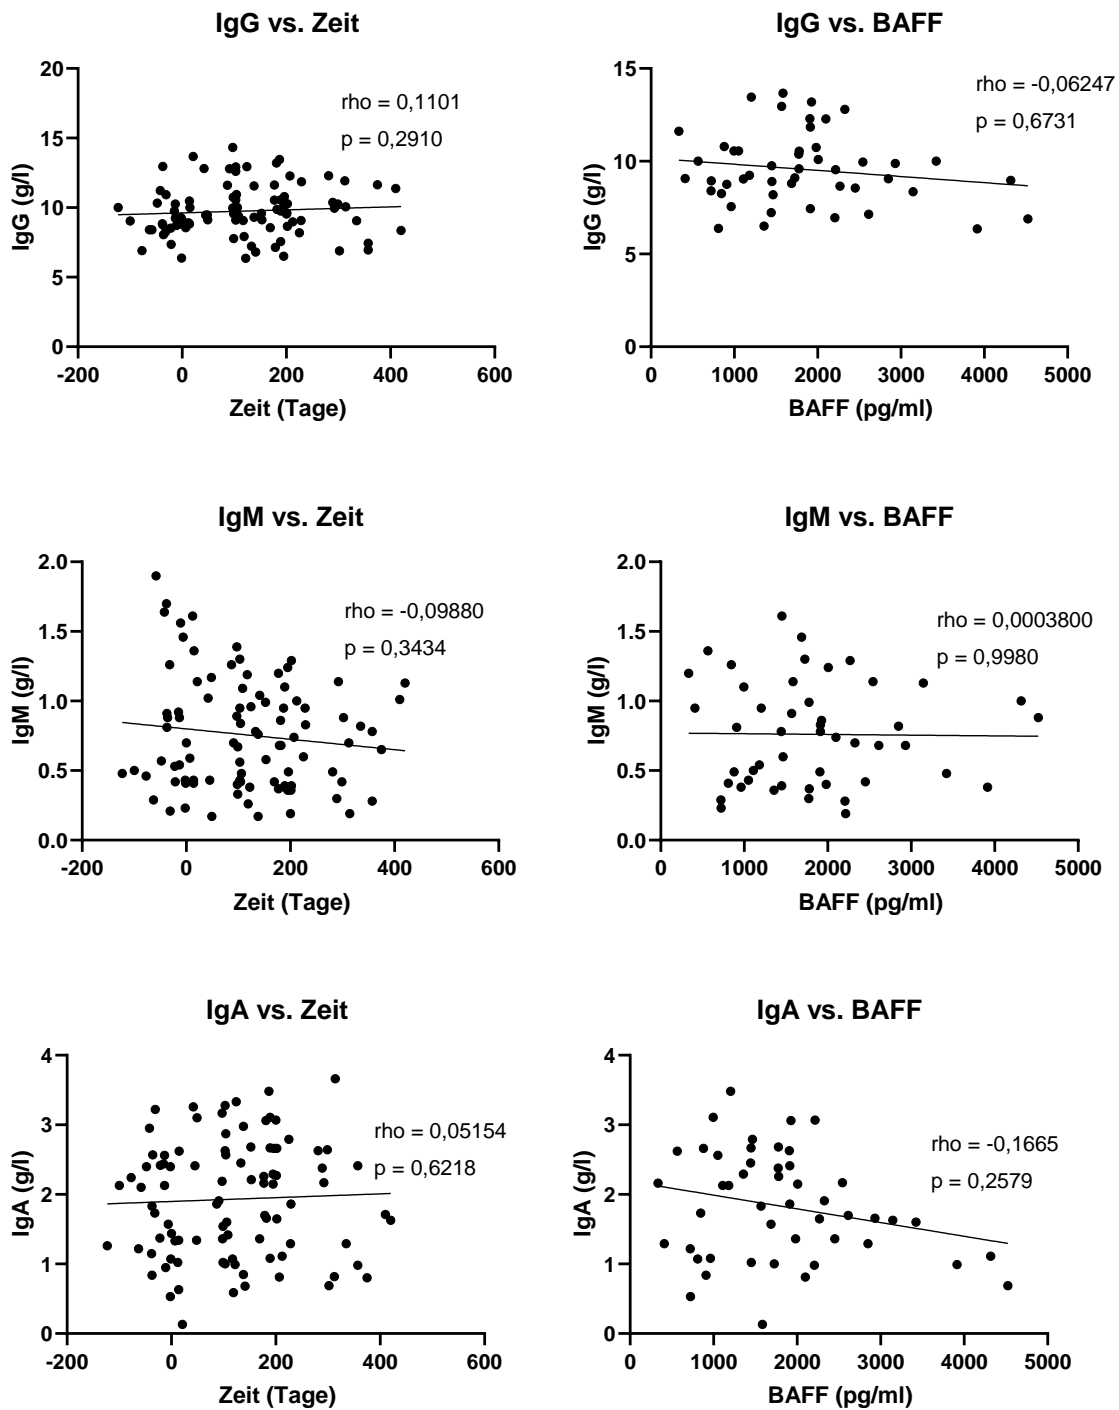 IgG vs. Zeit
20
15
10
5
0
IgG (g/l)
rho = 0,1101
p = 0,2910
-200 0 200 400 600
Zeit (Tage)
IgG vs. BAFF
15
10
5
0
IgG (g/l)
rho = -0,06247
p = 0,6731
0 1000 2000 3000 4000 5000
BAFF (pg/ml)
IgM vs. Zeit
2.0
1.5
1.0
0.5
0.0
IgM (g/l)
rho = -0,09880
p = 0,3434
-200 0 200 400 600
Zeit (Tage)
IgM vs. BAFF
2.0
1.5
1.0
0.5
0.0
IgM (g/l)
rho = 0,0003800
p = 0,9980
0 1000 2000 3000 4000 5000
BAFF (pg/ml)
IgA vs. Zeit
4
3
2
1
0
IgA (g/l)
rho = 0,05154
p = 0,6218
-200 0 200 400 600
Zeit (Tage)
IgA vs. BAFF
4
3
2
1
0
IgA (g/l)
rho = -0,1665
p = 0,2579
0 1000 2000 3000 4000 5000
BAFF (pg/ml)